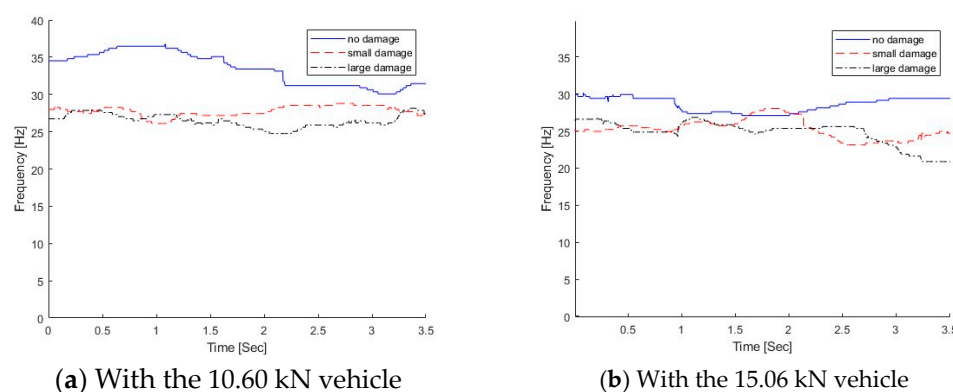 40
35
30
25
20
15
10
5
0
Frequency [Hz]
no damage
small damage
large damage
0 0.5 1 1.5 2 2.5 3 3.5
Time [Sec]
(a) With the 10.60 kN vehicle
35
30
25
20
15
10
5
0
Frequency [Hz]
no damage
small damage
large damage
0.5 1 1.5 2 2.5 3 3.5
Time [Sec]
(b) With the 15.06 kN vehicle